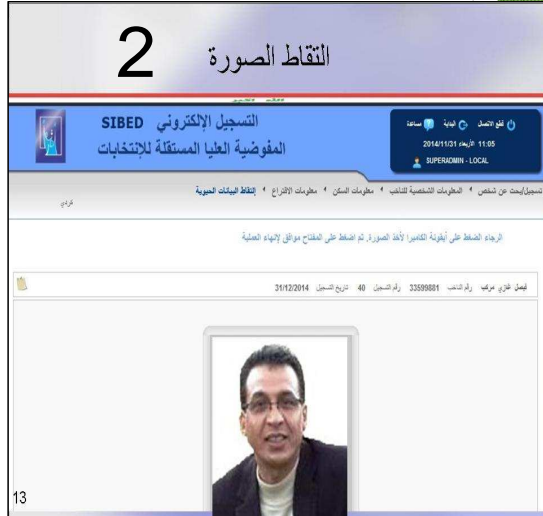 التقاط الصورة 2
التسجيل الإلكتروني SIBED
المفوضية العليا المستقلة للإنتخابات
قطع الاتصال البداية مساعدة
11:05 الأربعاء 2014/11/31
SUPERADMIN - LOCAL
تسجيل/بحث عن شخص المعلومات الشخصية للناخب معلومات السكن معلومات الاقتراع إلتقاط البيانات الحيوية
فردي
الرجاء الضغط على أيقونة الكاميرا لأخذ الصورة, ثم اضغط على المفتاح موافق لإنهاء العملية
فيصل غازي مركب رقم الناخب 33599881 رقم التسجيل 40 تاريخ التسجيل 31/12/2014
13